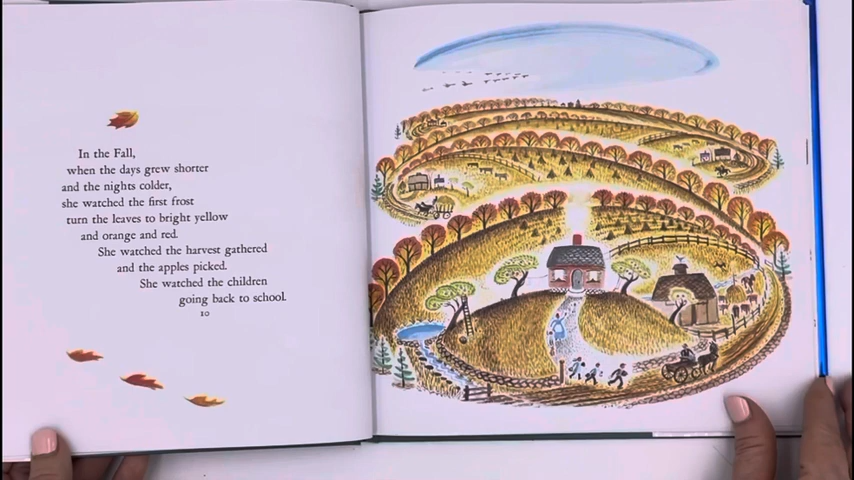 In the Fall,
when the days grew shorter
and the nights colder,
she watched the first frost
turn the leaves to bright yellow
and orange and red.
She watched the harvest gathered
and the apples picked.
She watched the children
going back to school.
10